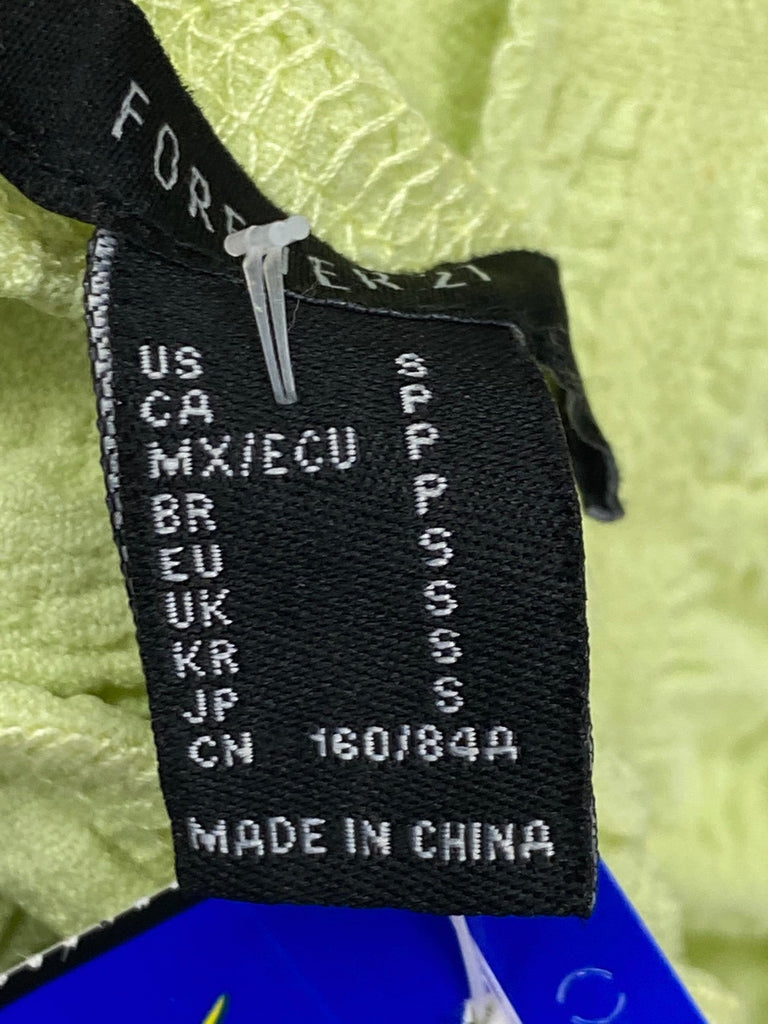 FOREVER 21
US S
CA P
MX/ECU P
BR P
EU S
UK S
KR S
JP S
CN 160/84A
MADE IN CHINA